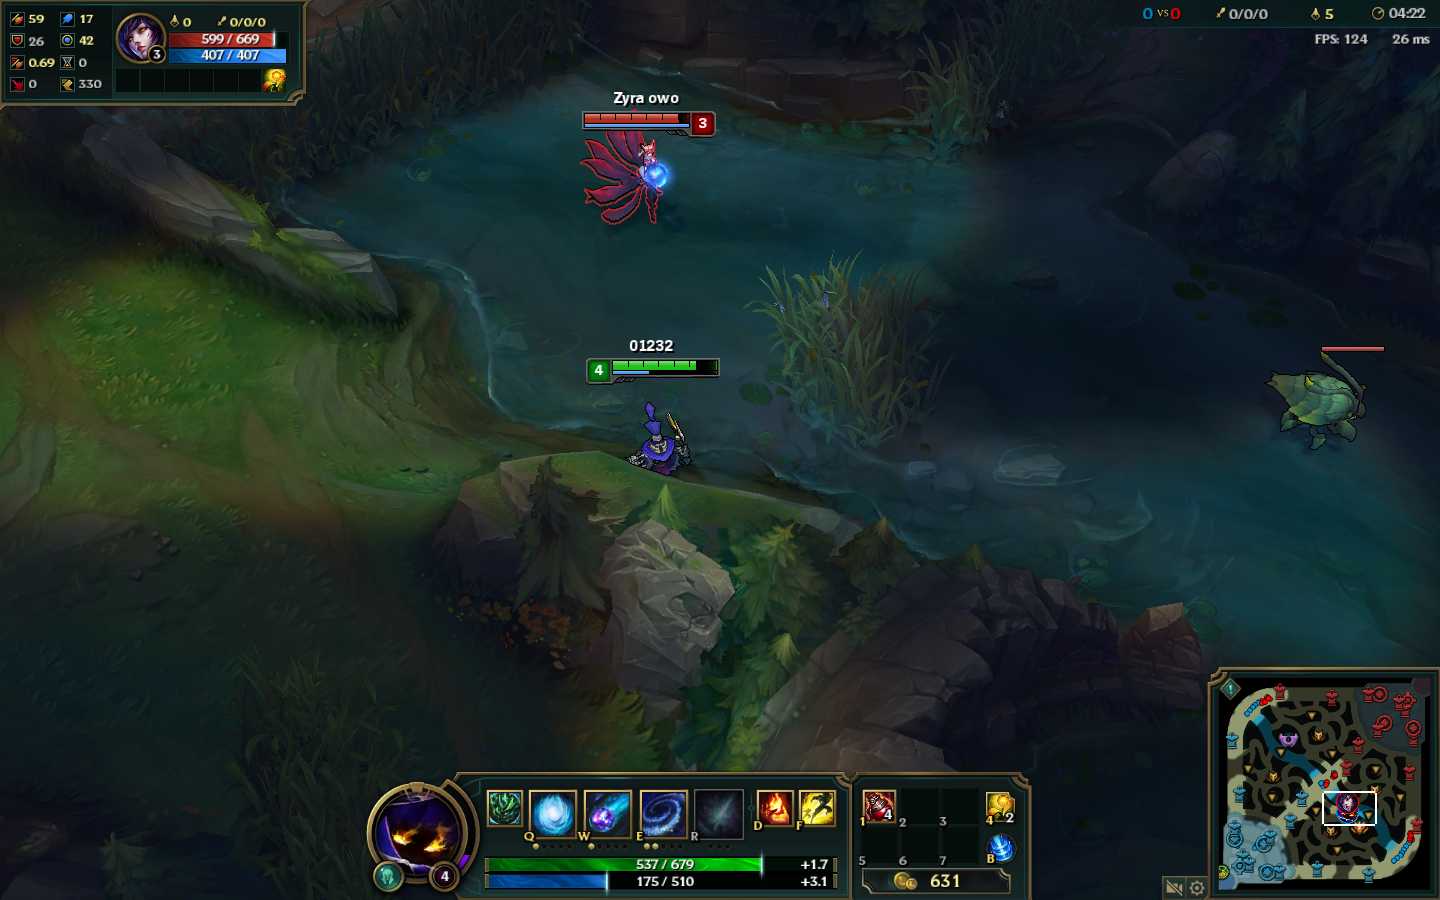 59 17
26 42
0.69 0
0 330
3
0 0/0/0
599 / 669
407 / 407
0 vs 0 0/0/0 5 04:22
FPS: 124 26 ms
Zyra owo
3
01232
4
Q W E R D F
537 / 679 +1.7
175 / 510 +3.1
4
1 4 2 3 4 2
5 6 7 B
631